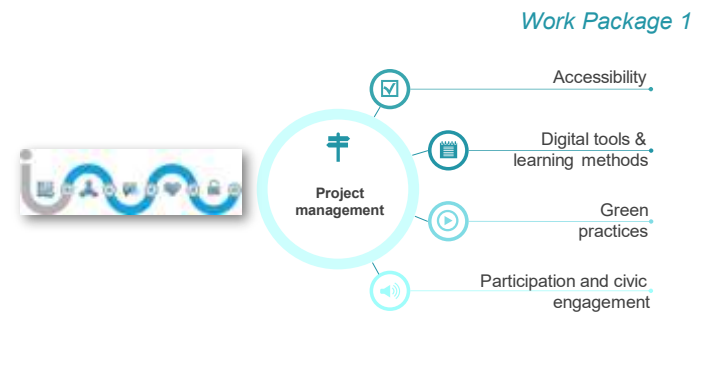 Work Package 1
Accessibility
Digital tools &
learning methods
Project
management
Green
practices
Participation and civic
engagement